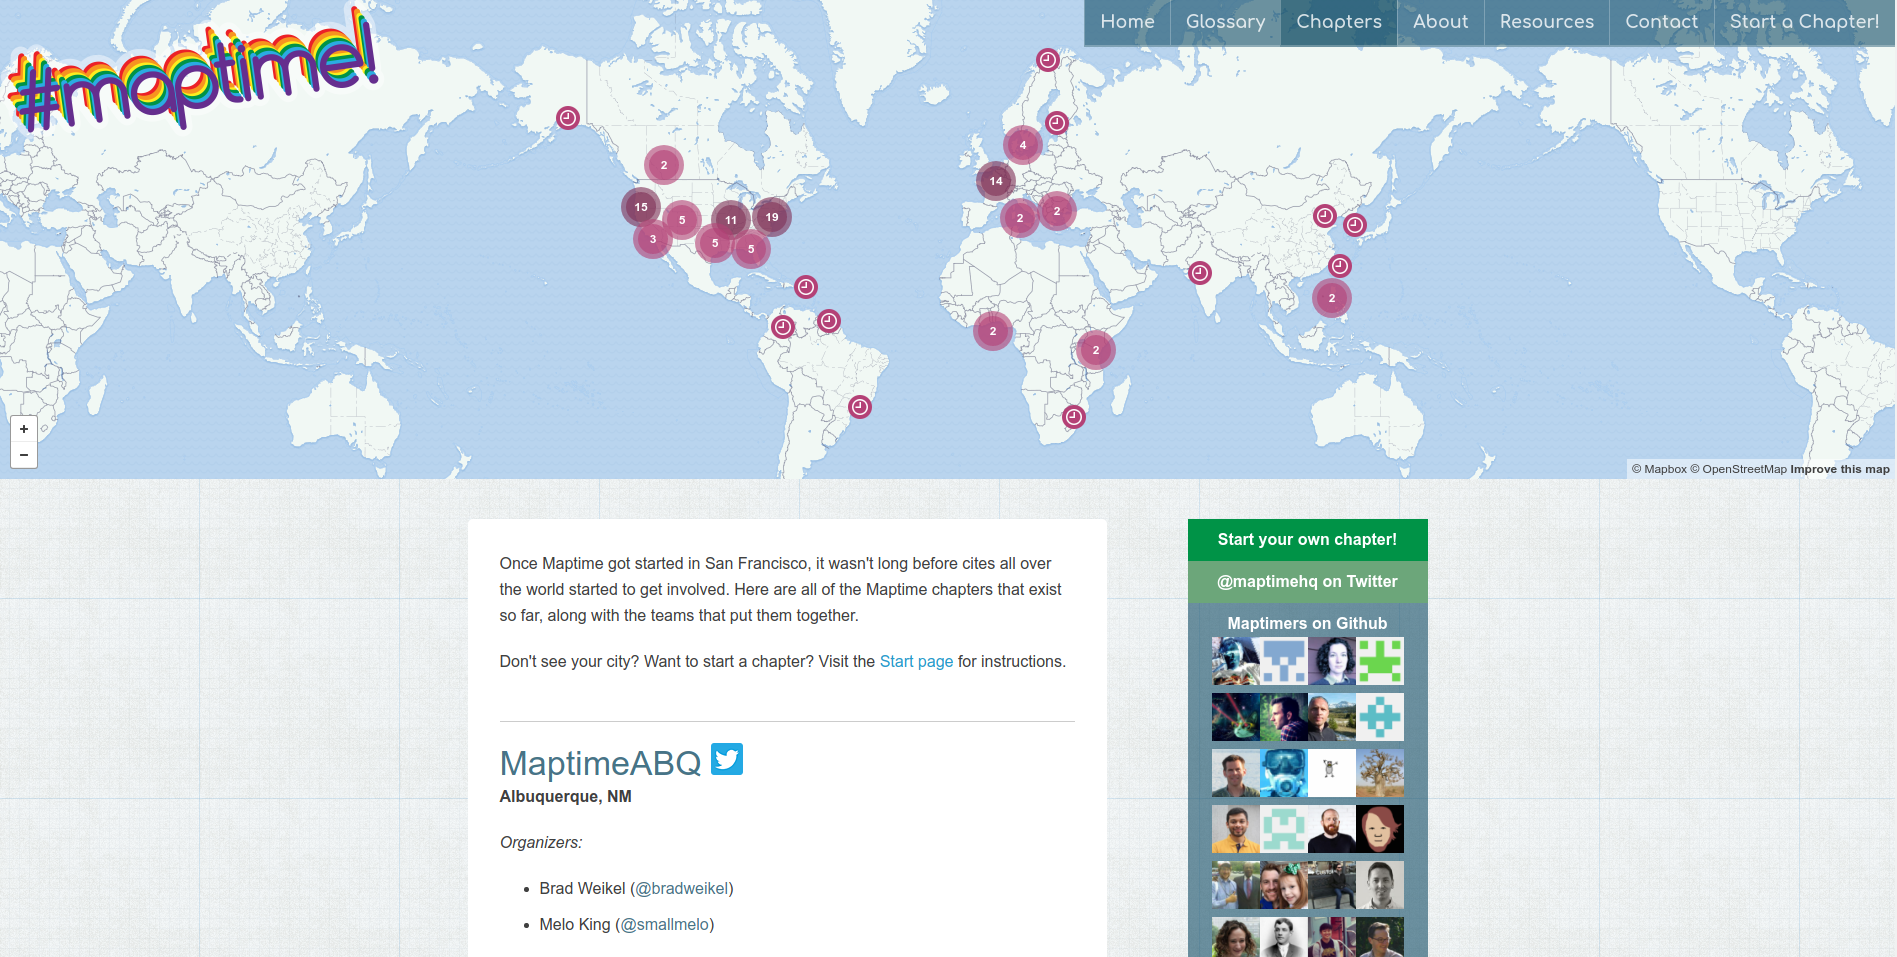 #maptime!
Home Glossary Chapters About Resources Contact Start a Chapter!
2
15
5
11
19
3
5
5
4
14
2
2
2
2
2
+
−
© Mapbox © OpenStreetMap Improve this map
Once Maptime got started in San Francisco, it wasn't long before cites all over
the world started to get involved. Here are all of the Maptime chapters that exist
so far, along with the teams that put them together.
Don't see your city? Want to start a chapter? Visit the Start page for instructions.
MaptimeABQ
Albuquerque, NM
Organizers:
• Brad Weikel (@bradweikel)
• Melo King (@smallmelo)
Start your own chapter!
@maptimehq on Twitter
Maptimers on Github